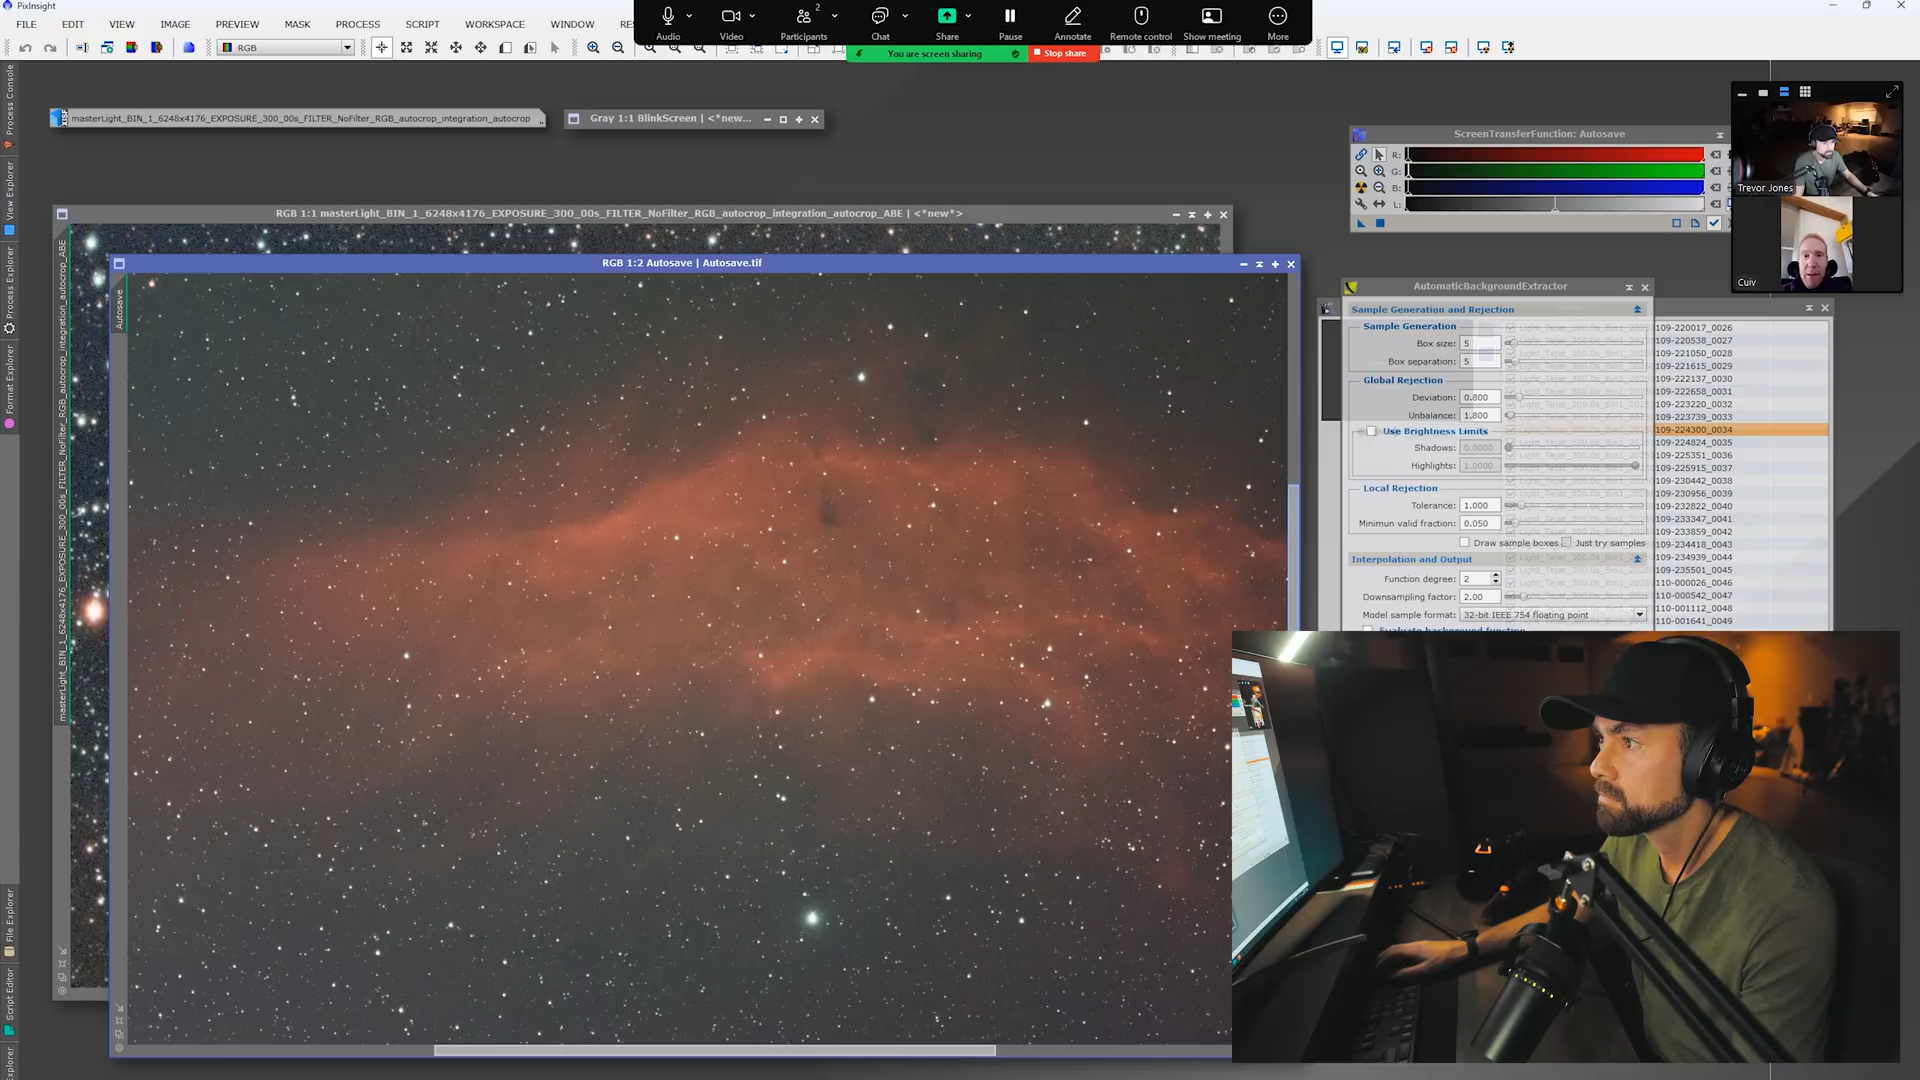 PixInsight
FILE EDIT VIEW IMAGE PREVIEW MASK PROCESS SCRIPT WORKSPACE WINDOW RES
Audio Video Participants 2 Chat Share Pause Annotate Remote control Show meeting More
You are screen sharing Stop share
RGB
masterLight_BIN_1_6248x4176_EXPOSURE_300_00s_FILTER_NoFilter_RGB_autocrop_integration_autocrop
Gray 1:1 BlinkScreen | <*new...
RGB 1:1 masterLight_BIN_1_6248x4176_EXPOSURE_300_00s_FILTER_NoFilter_RGB_autocrop_integration_autocrop_ABE | <*new*>
RGB 1:2 Autosave | Autosave.tif
Autosave
masterLight_BIN_1_6248x4176_EXPOSURE_300_00s_FILTER_NoFilter_RGB_autocrop_integration_autocrop_ABE
Process Console
View Explorer
Process Explorer
Format Explorer
File Explorer
Script Editor
Explorer
ScreenTransferFunction: Autosave
R:
G:
B:
L:
Trevor Jones
Cuiv
AutomaticBackgroundExtractor
Sample Generation and Rejection
Sample Generation
Box size: 5
Box separation: 5
Global Rejection
Deviation: 0.800
Unbalance: 1.800
Use Brightness Limits
Shadows: 0.0000
Highlights: 1.0000
Local Rejection
Tolerance: 1.000
Minimun valid fraction: 0.050
Draw sample boxes Just try samples
Interpolation and Output
Function degree: 2
Downsampling factor: 2.00
Model sample format: 32-bit IEEE 754 floating point
Evaluate background function
109-220017_0026
109-220538_0027
109-221050_0028
109-221615_0029
109-222137_0030
109-222658_0031
109-223220_0032
109-223739_0033
109-224300_0034
109-224824_0035
109-225351_0036
109-225915_0037
109-230442_0038
109-230956_0039
109-232822_0040
109-233347_0041
109-233859_0042
109-234418_0043
109-234939_0044
109-235501_0045
110-000026_0046
110-000542_0047
110-001112_0048
110-001641_0049